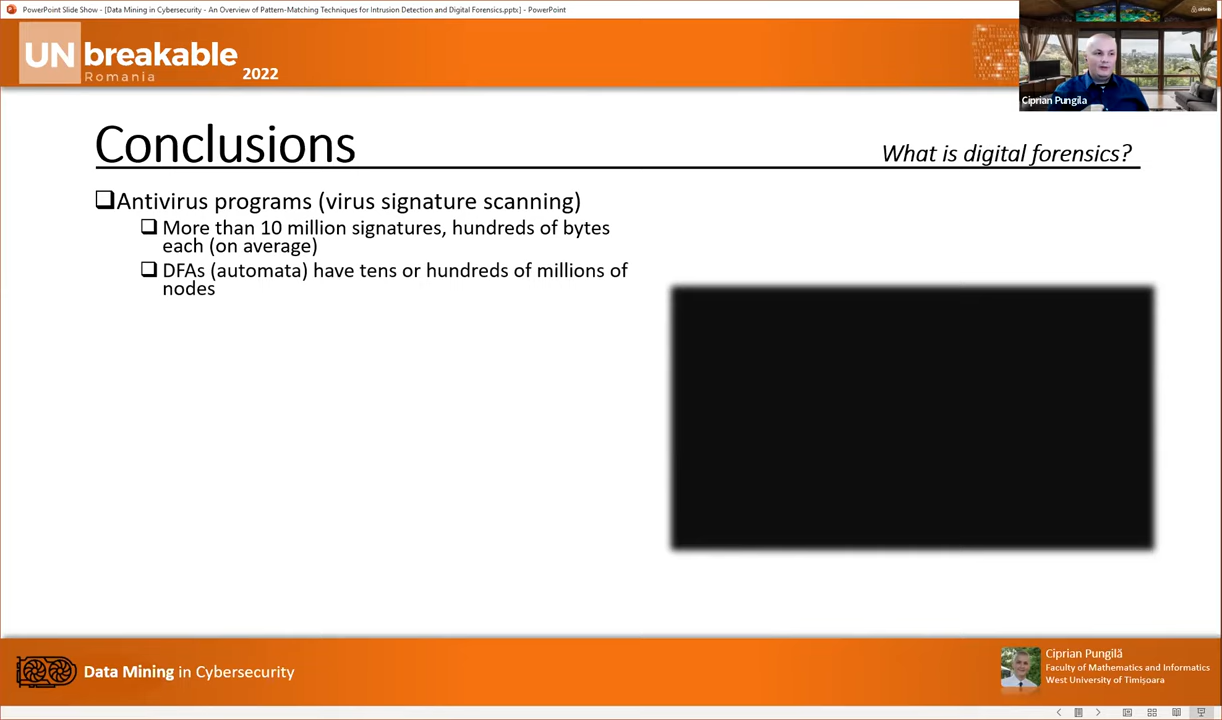 PowerPoint Slide Show - [Data Mining in Cybersecurity - An Overview of Pattern-Matching Techniques for Intrusion Detection and Digital Forensics.pptx] - PowerPoint
airbnb
UNbreakable
Romania
2022
Ciprian Pungila
Conclusions
What is digital forensics?
Antivirus programs (virus signature scanning)
More than 10 million signatures, hundreds of bytes
each (on average)
DFAs (automata) have tens or hundreds of millions of
nodes
Data Mining in Cybersecurity
Ciprian Pungilă
Faculty of Mathematics and Informatics
West University of Timișoara